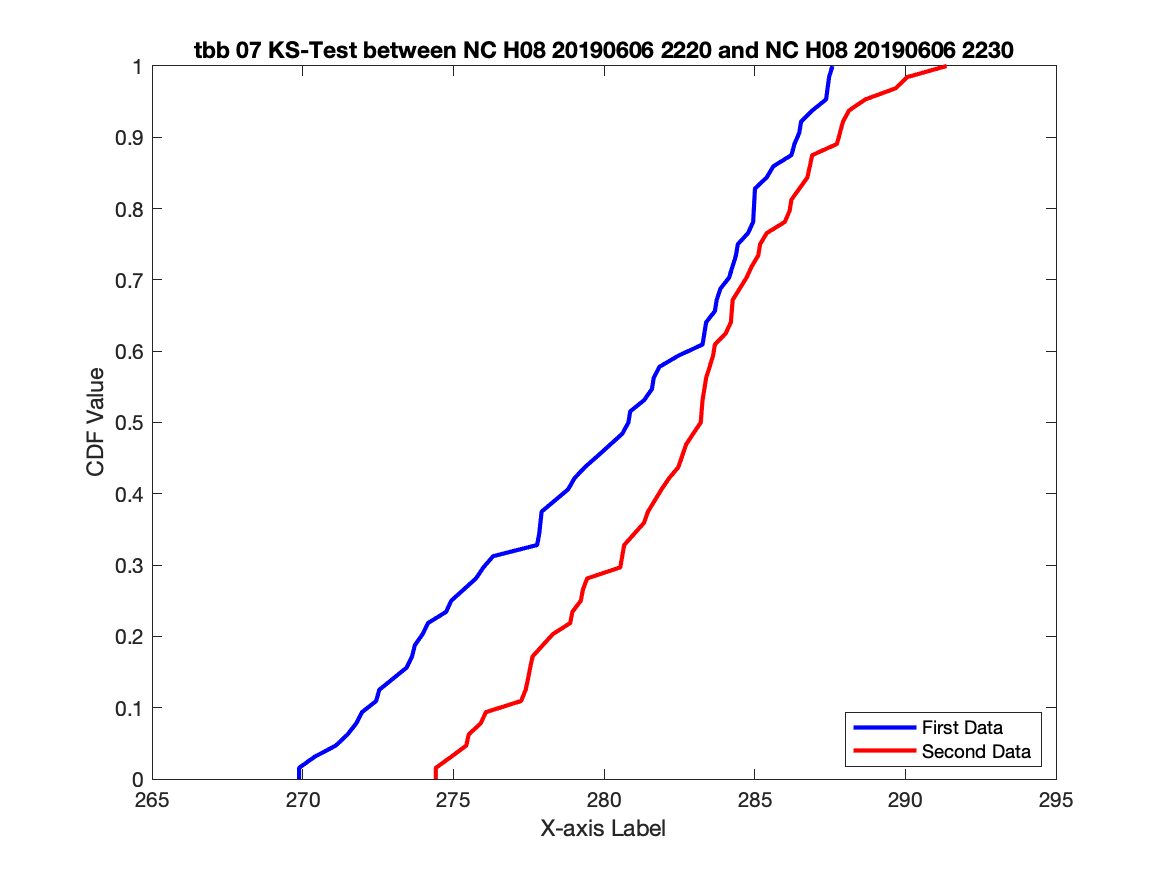 tbb 07 KS-Test between NC H08 20190606 2220 and NC H08 20190606 2230
1
0.9
0.8
0.7
0.6
0.5
0.4
0.3
0.2
0.1
0
CDF Value
First Data
Second Data
265 270 275 280 285 290 295
X-axis Label